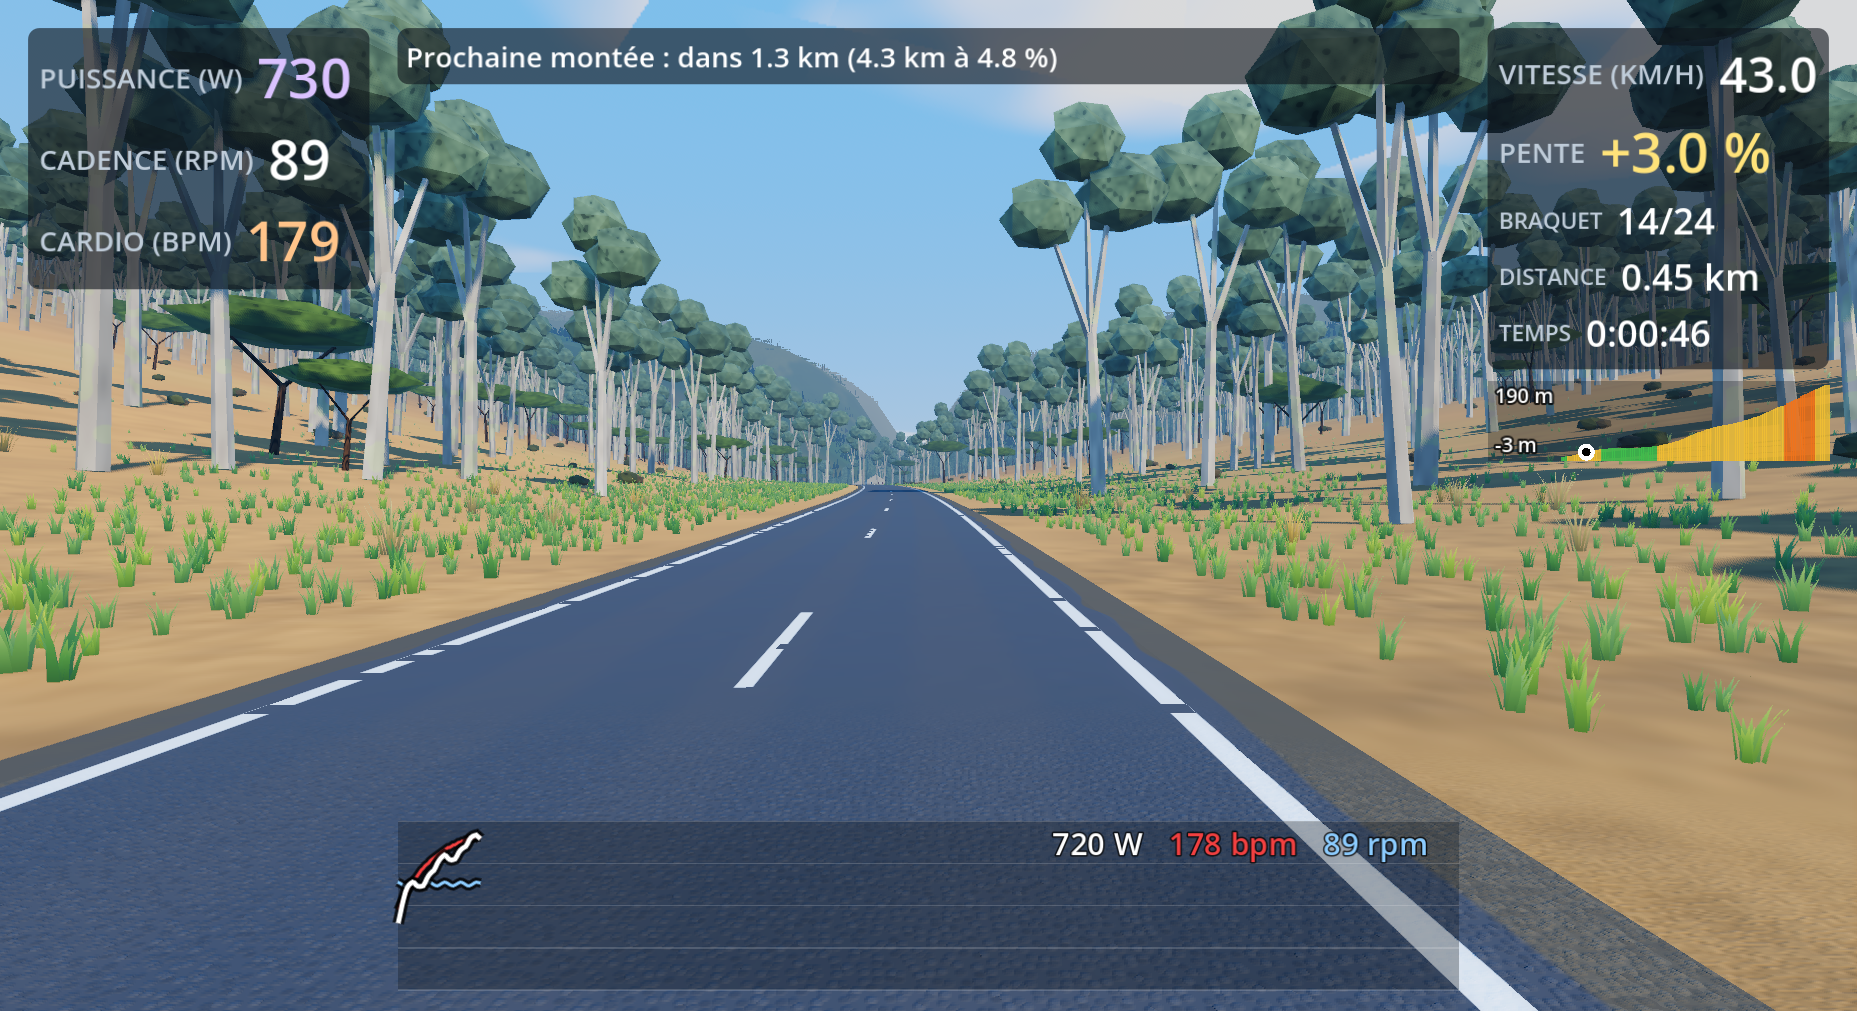 PUISSANCE (W) 730
CADENCE (RPM) 89
CARDIO (BPM) 179
Prochaine montée : dans 1.3 km (4.3 km à 4.8 %)
VITESSE (KM/H) 43.0
PENTE +3.0 %
BRAQUET 14/24
DISTANCE 0.45 km
TEMPS 0:00:46
190 m
-3 m
720 W 178 bpm 89 rpm